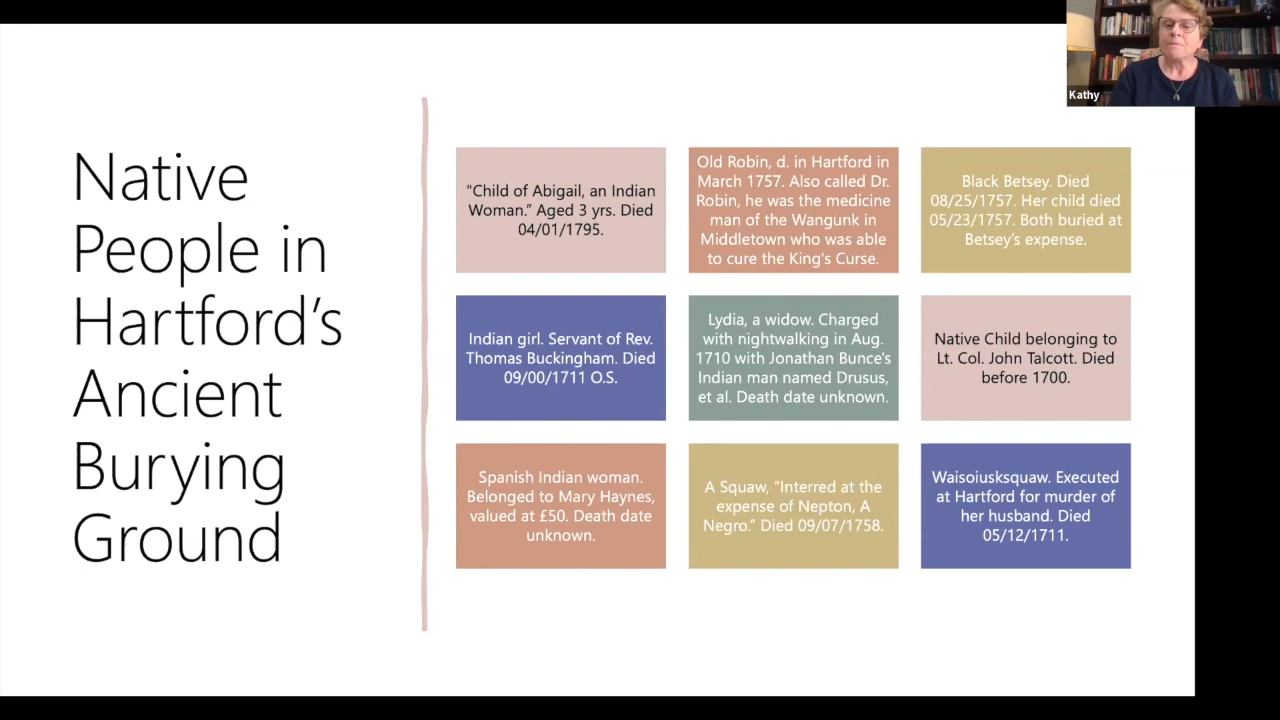 Kathy
Native
People in
Hartford's
Ancient
Burying
Ground
"Child of Abigail, an Indian
Woman." Aged 3 yrs. Died
04/01/1795.
Old Robin, d. in Hartford in
March 1757. Also called Dr.
Robin, he was the medicine
man of the Wangunk in
Middletown who was able
to cure the King's Curse.
Black Betsey. Died
08/25/1757. Her child died
05/23/1757. Both buried at
Betsey's expense.
Indian girl. Servant of Rev.
Thomas Buckingham. Died
09/00/1711 O.S.
Lydia, a widow. Charged
with nightwalking in Aug.
1710 with Jonathan Bunce's
Indian man named Drusus,
et al. Death date unknown.
Native Child belonging to
Lt. Col. John Talcott. Died
before 1700.
Spanish Indian woman.
Belonged to Mary Haynes,
valued at £50. Death date
unknown.
A Squaw, "Interred at the
expense of Nepton, A
Negro." Died 09/07/1758.
Waisoiusksquaw. Executed
at Hartford for murder of
her husband. Died
05/12/1711.